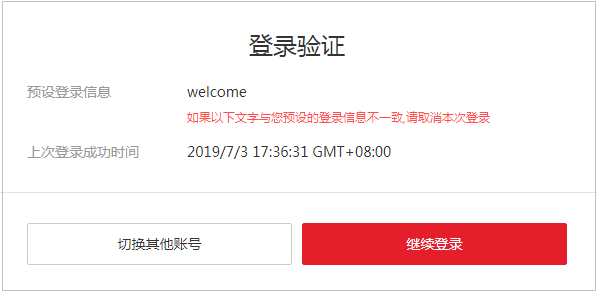 登录验证
预设登录信息 welcome
如果以下文字与您预设的登录信息不一致,请取消本次登录
上次登录成功时间 2019/7/3 17:36:31 GMT+08:00
切换其他账号 继续登录